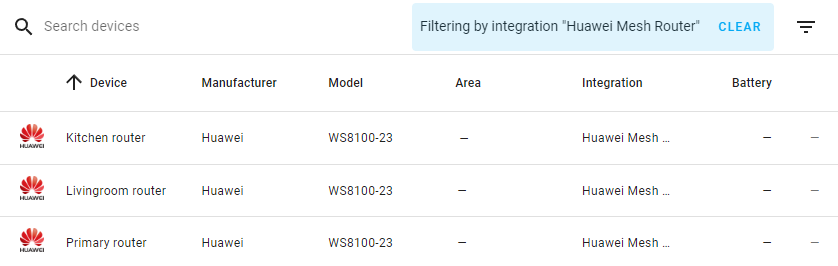 Search devices Filtering by integration "Huawei Mesh Router" CLEAR
Device Manufacturer Model Area Integration Battery
HUAWEI Kitchen router Huawei WS8100-23 — Huawei Mesh ... — —
HUAWEI Livingroom router Huawei WS8100-23 — Huawei Mesh ... — —
HUAWEI Primary router Huawei WS8100-23 — Huawei Mesh ... — —